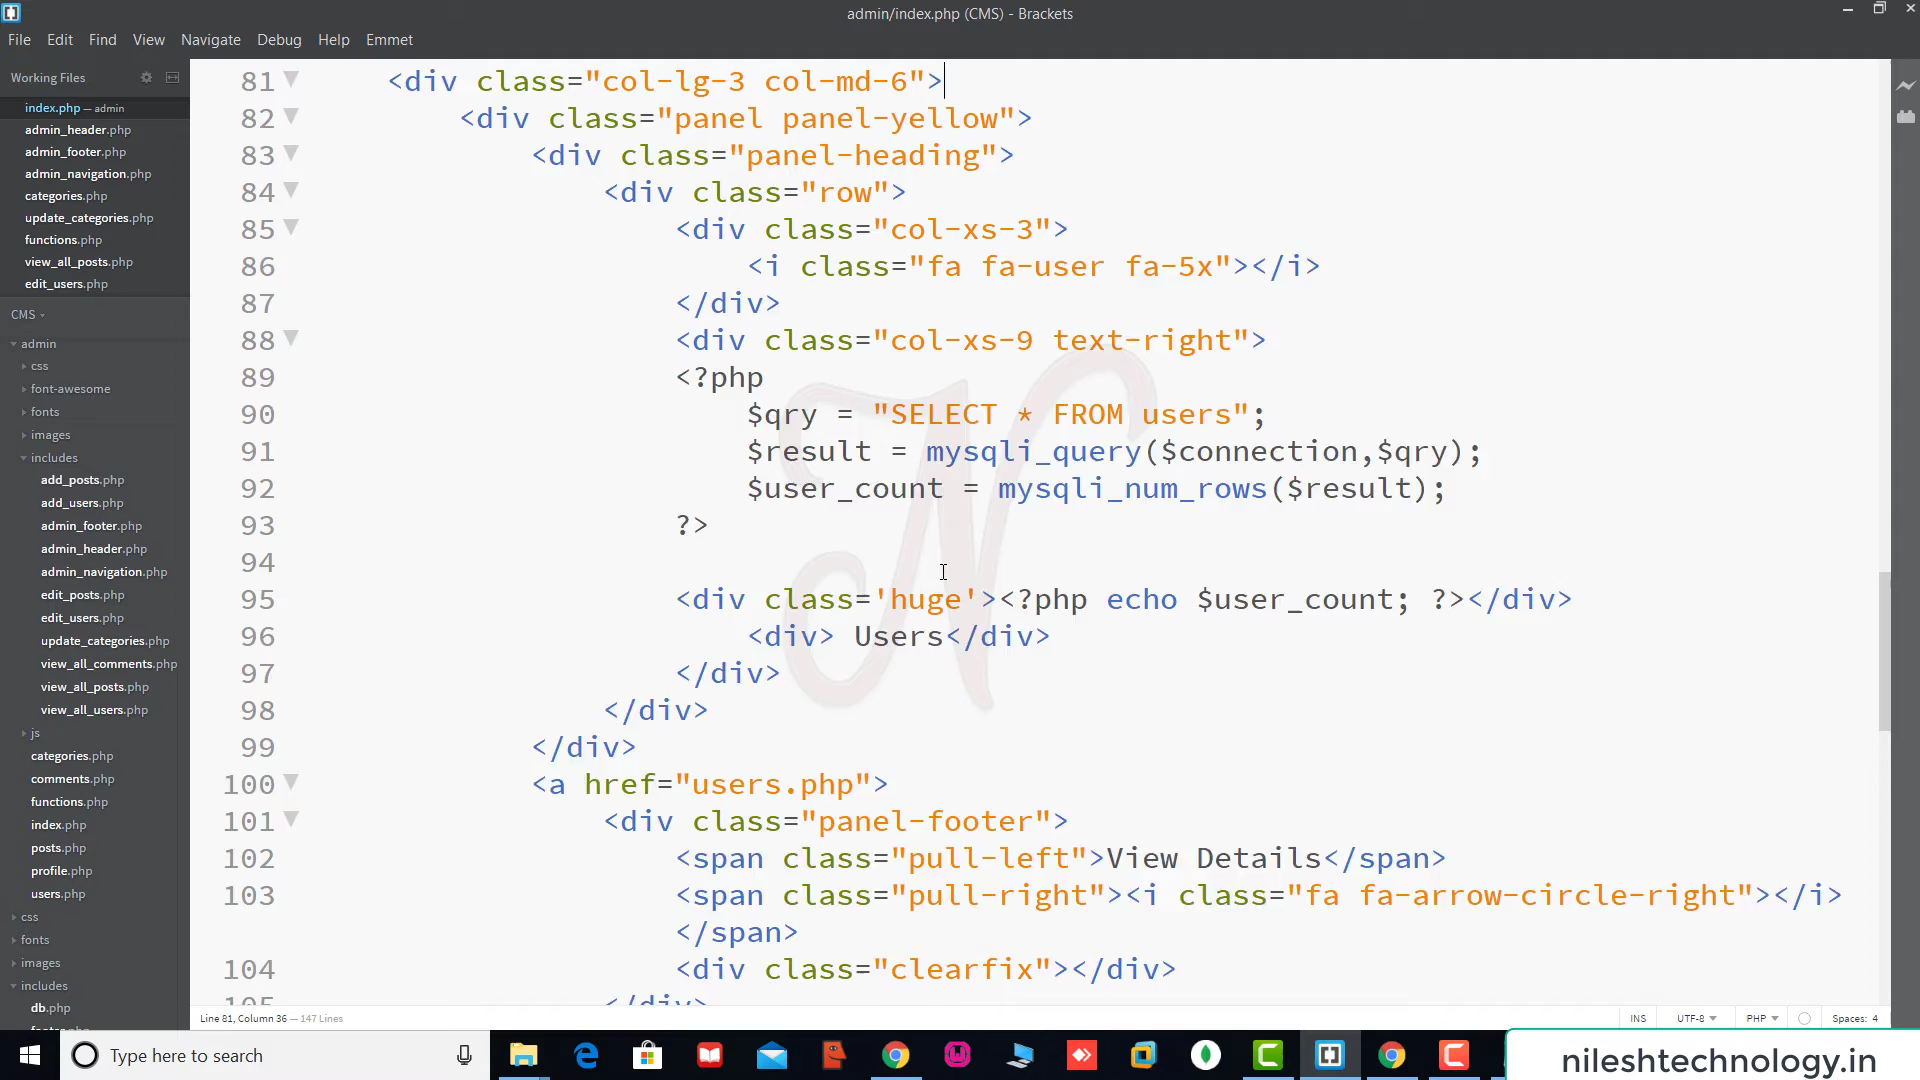 admin/index.php (CMS) - Brackets
File Edit Find View Navigate Debug Help Emmet
Working Files
index.php — admin
admin_header.php
admin_footer.php
admin_navigation.php
categories.php
update_categories.php
functions.php
view_all_posts.php
edit_users.php
CMS
admin
css
font-awesome
fonts
images
includes
add_posts.php
add_users.php
admin_footer.php
admin_header.php
admin_navigation.php
edit_posts.php
edit_users.php
update_categories.php
view_all_comments.php
view_all_posts.php
view_all_users.php
js
categories.php
comments.php
functions.php
index.php
posts.php
profile.php
users.php
css
fonts
images
includes
db.php
footer.php
81 <div class="col-lg-3 col-md-6">
82 <div class="panel panel-yellow">
83 <div class="panel-heading">
84 <div class="row">
85 <div class="col-xs-3">
86 <i class="fa fa-user fa-5x"></i>
87 </div>
88 <div class="col-xs-9 text-right">
89 <?php
90 $qry = "SELECT * FROM users";
91 $result = mysqli_query($connection,$qry);
92 $user_count = mysqli_num_rows($result);
93 ?>
94
95 <div class='huge'><?php echo $user_count; ?></div>
96 <div> Users</div>
97 </div>
98 </div>
99 </div>
100 <a href="users.php">
101 <div class="panel-footer">
102 <span class="pull-left">View Details</span>
103 <span class="pull-right"><i class="fa fa-arrow-circle-right"></i>
</span>
104 <div class="clearfix"></div>
105 </div>
Line 81, Column 36 — 147 Lines
INS UTF-8 PHP Spaces: 4
Type here to search
nileshtechnology.in